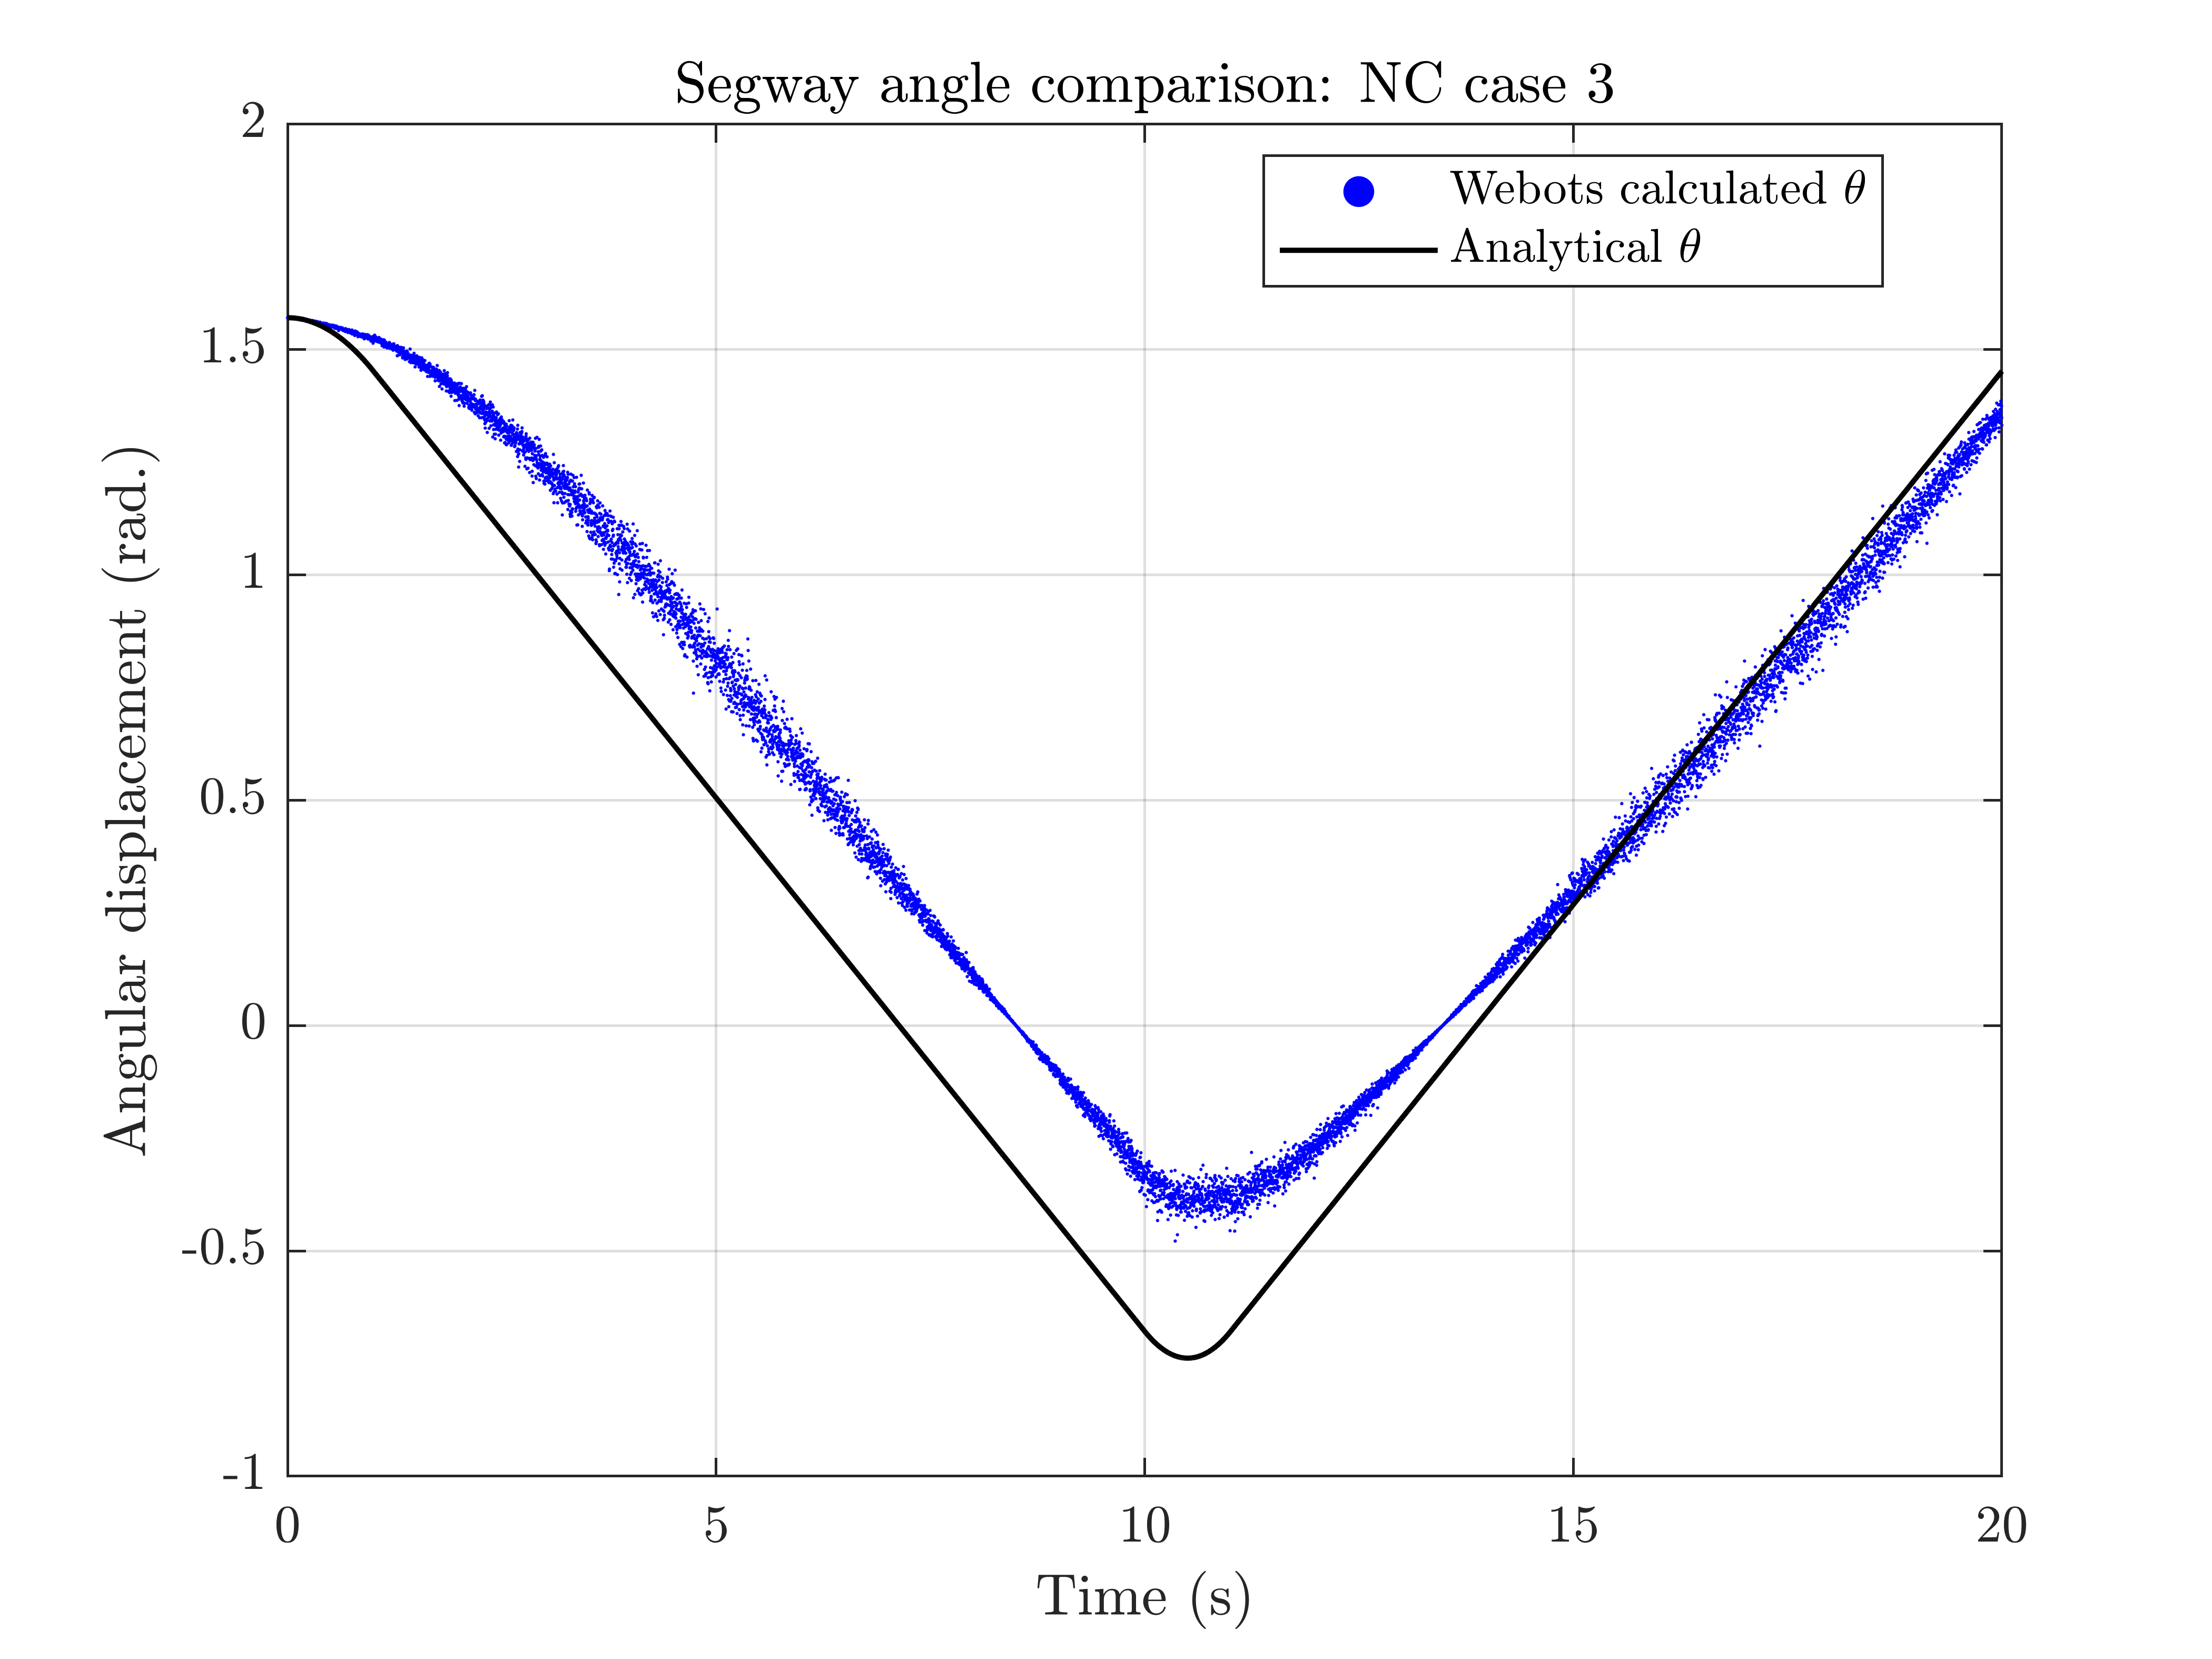 Segway angle comparison: NC case 3
Webots calculated θ
Analytical θ
Angular displacement (rad.)
2
1.5
1
0.5
0
-0.5
-1
0 5 10 15 20
Time (s)